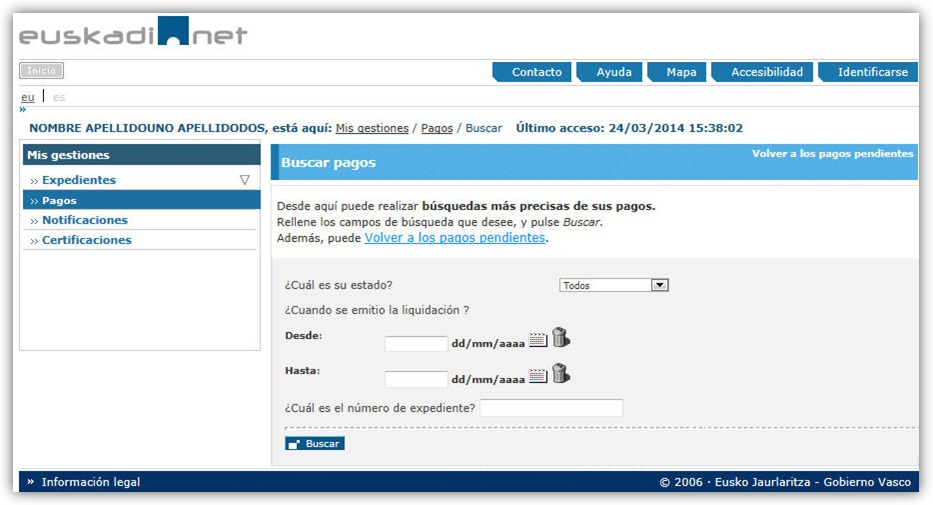 euskadi.net
Inicio
Contacto Ayuda Mapa Accesibilidad Identificarse
eu | es
»
NOMBRE APELLIDOUNO APELLIDODOS, está aquí: Mis gestiones / Pagos / Buscar Último acceso: 24/03/2014 15:38:02
Mis gestiones
» Expedientes
» Pagos
» Notificaciones
» Certificaciones
Buscar pagos
Volver a los pagos pendientes
Desde aquí puede realizar búsquedas más precisas de sus pagos.
Rellene los campos de búsqueda que desee, y pulse Buscar.
Además, puede Volver a los pagos pendientes.
¿Cuál es su estado? Todos
¿Cuando se emitio la liquidación ?
Desde: dd/mm/aaaa
Hasta: dd/mm/aaaa
¿Cuál es el número de expediente?
Buscar
» Información legal
© 2006 · Eusko Jaurlaritza - Gobierno Vasco